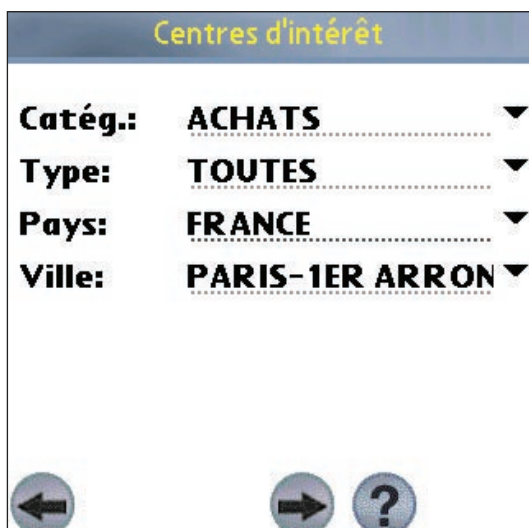 Centres d'intérêt
Catég.: ACHATS
Type: TOUTES
Pays: FRANCE
Ville: PARIS-1ER ARRON
?